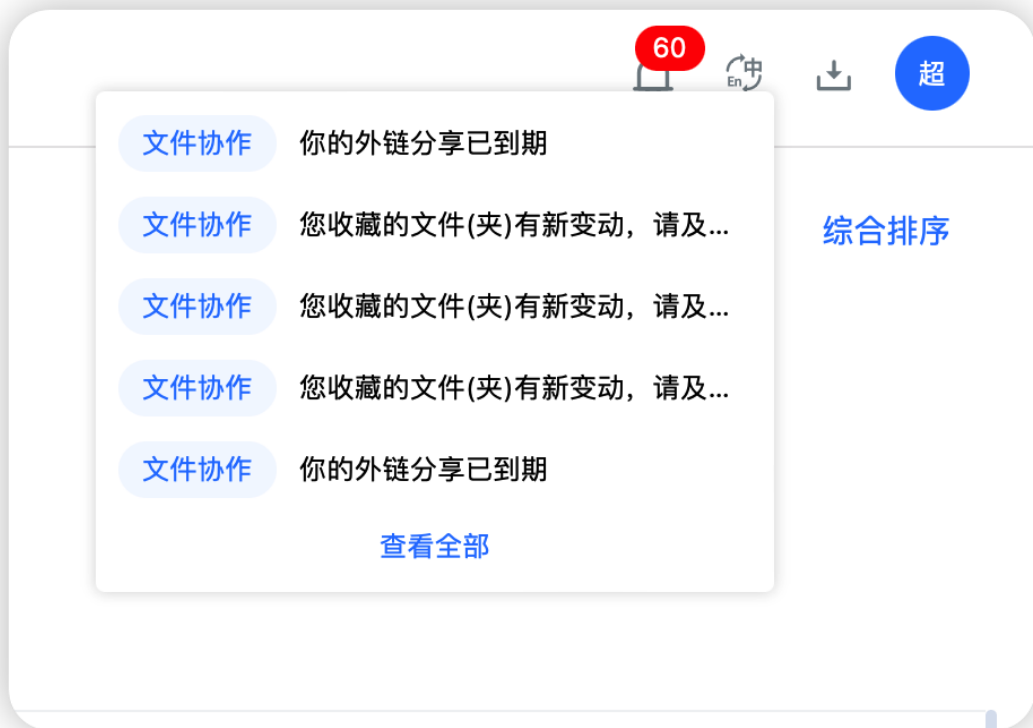 60
中
En
超
文件协作 你的外链分享已到期
文件协作 您收藏的文件(夹)有新变动，请及...
综合排序
文件协作 您收藏的文件(夹)有新变动，请及...
文件协作 您收藏的文件(夹)有新变动，请及...
文件协作 你的外链分享已到期
查看全部